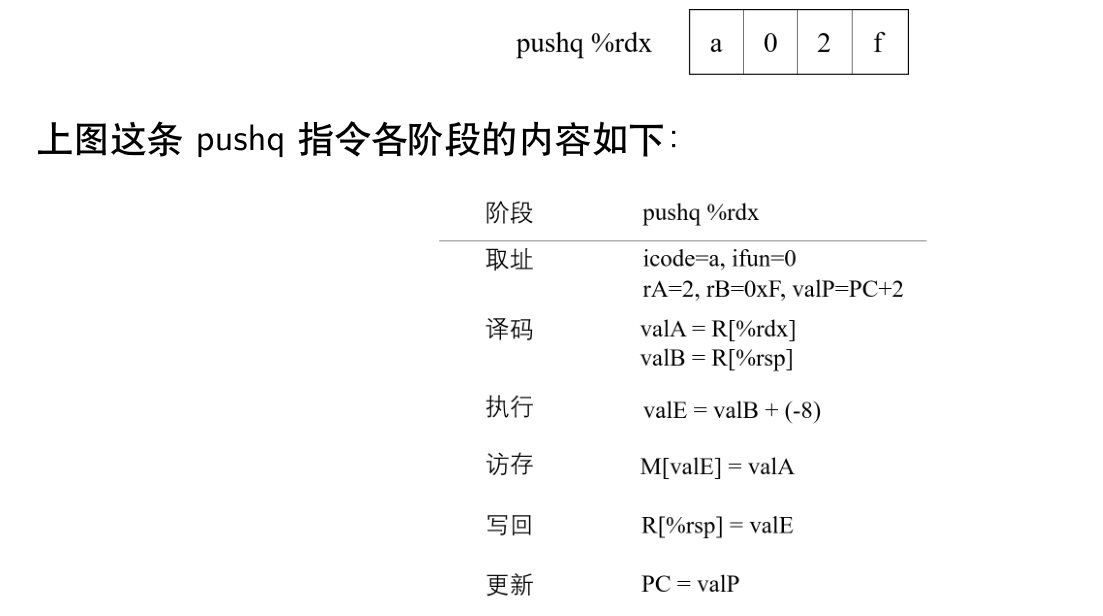 pushq %rdx a 0 2 f
上图这条 pushq 指令各阶段的内容如下：
阶段 pushq %rdx
取址 icode=a, ifun=0
rA=2, rB=0xF, valP=PC+2
译码 valA = R[%rdx]
valB = R[%rsp]
执行 valE = valB + (-8)
访存 M[valE] = valA
写回 R[%rsp] = valE
更新 PC = valP